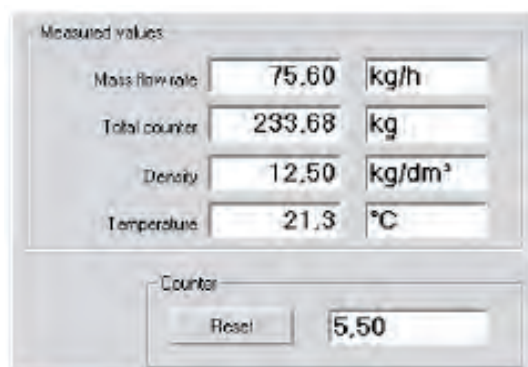 Measured values
Mass flow rate 75.60 kg/h
Total counter 233.68 kg
Density 12.50 kg/dm³
Temperature 21.3 °C
Counter
Reset 5.50